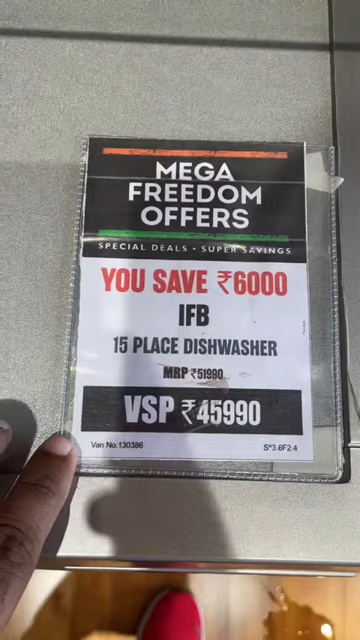 MEGA
FREEDOM
OFFERS
SPECIAL DEALS • SUPER SAVINGS
YOU SAVE ₹6000
IFB
15 PLACE DISHWASHER
MRP ₹51990
VSP ₹45990
Van No.130386 S^3.6F2.4